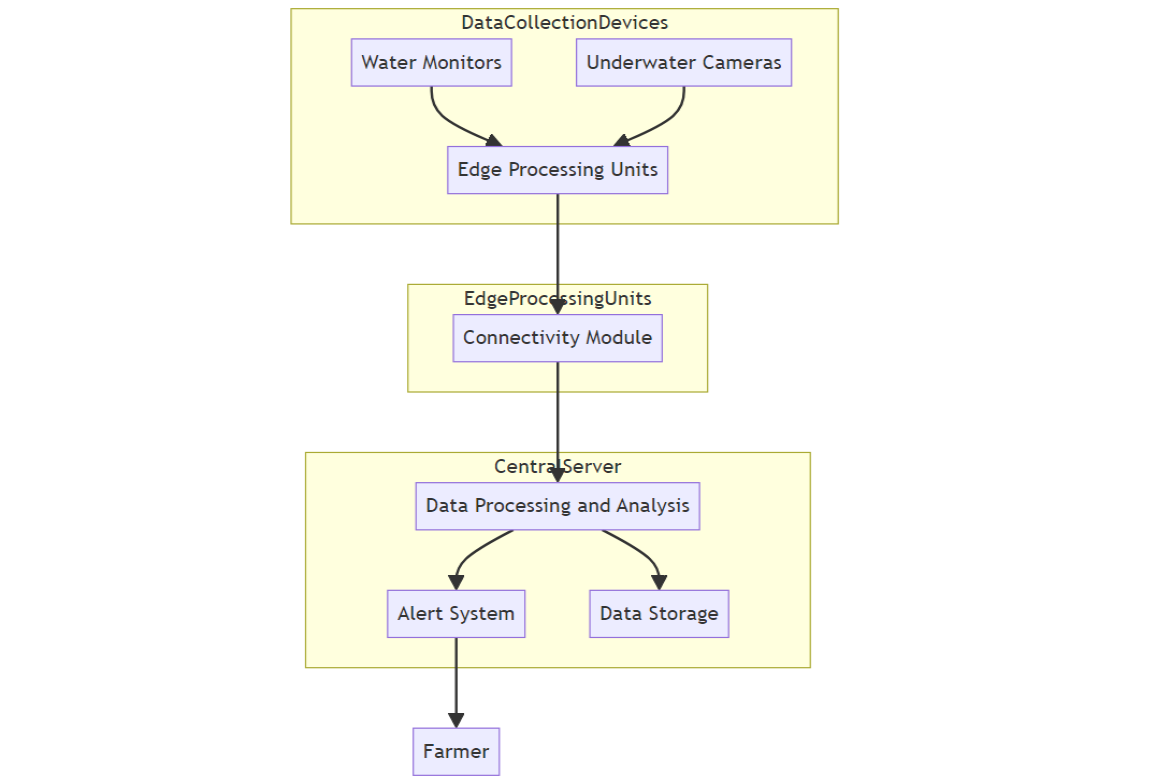 DataCollectionDevices
Water Monitors
Underwater Cameras
Edge Processing Units
EdgeProcessingUnits
Connectivity Module
CentralServer
Data Processing and Analysis
Alert System
Data Storage
Farmer